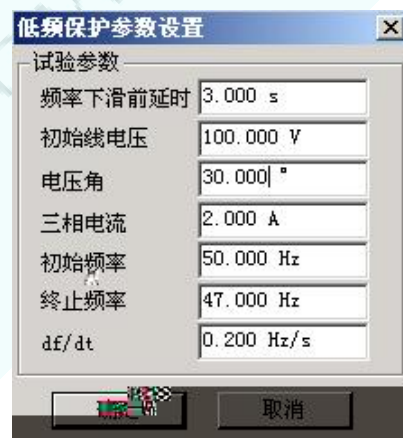 低频保护参数设置
试验参数
频率下滑前延时 3.000 s
初始线电压 100.000 V
电压角 30.000 °
三相电流 2.000 A
初始频率 50.000 Hz
终止频率 47.000 Hz
df/dt 0.200 Hz/s
取消